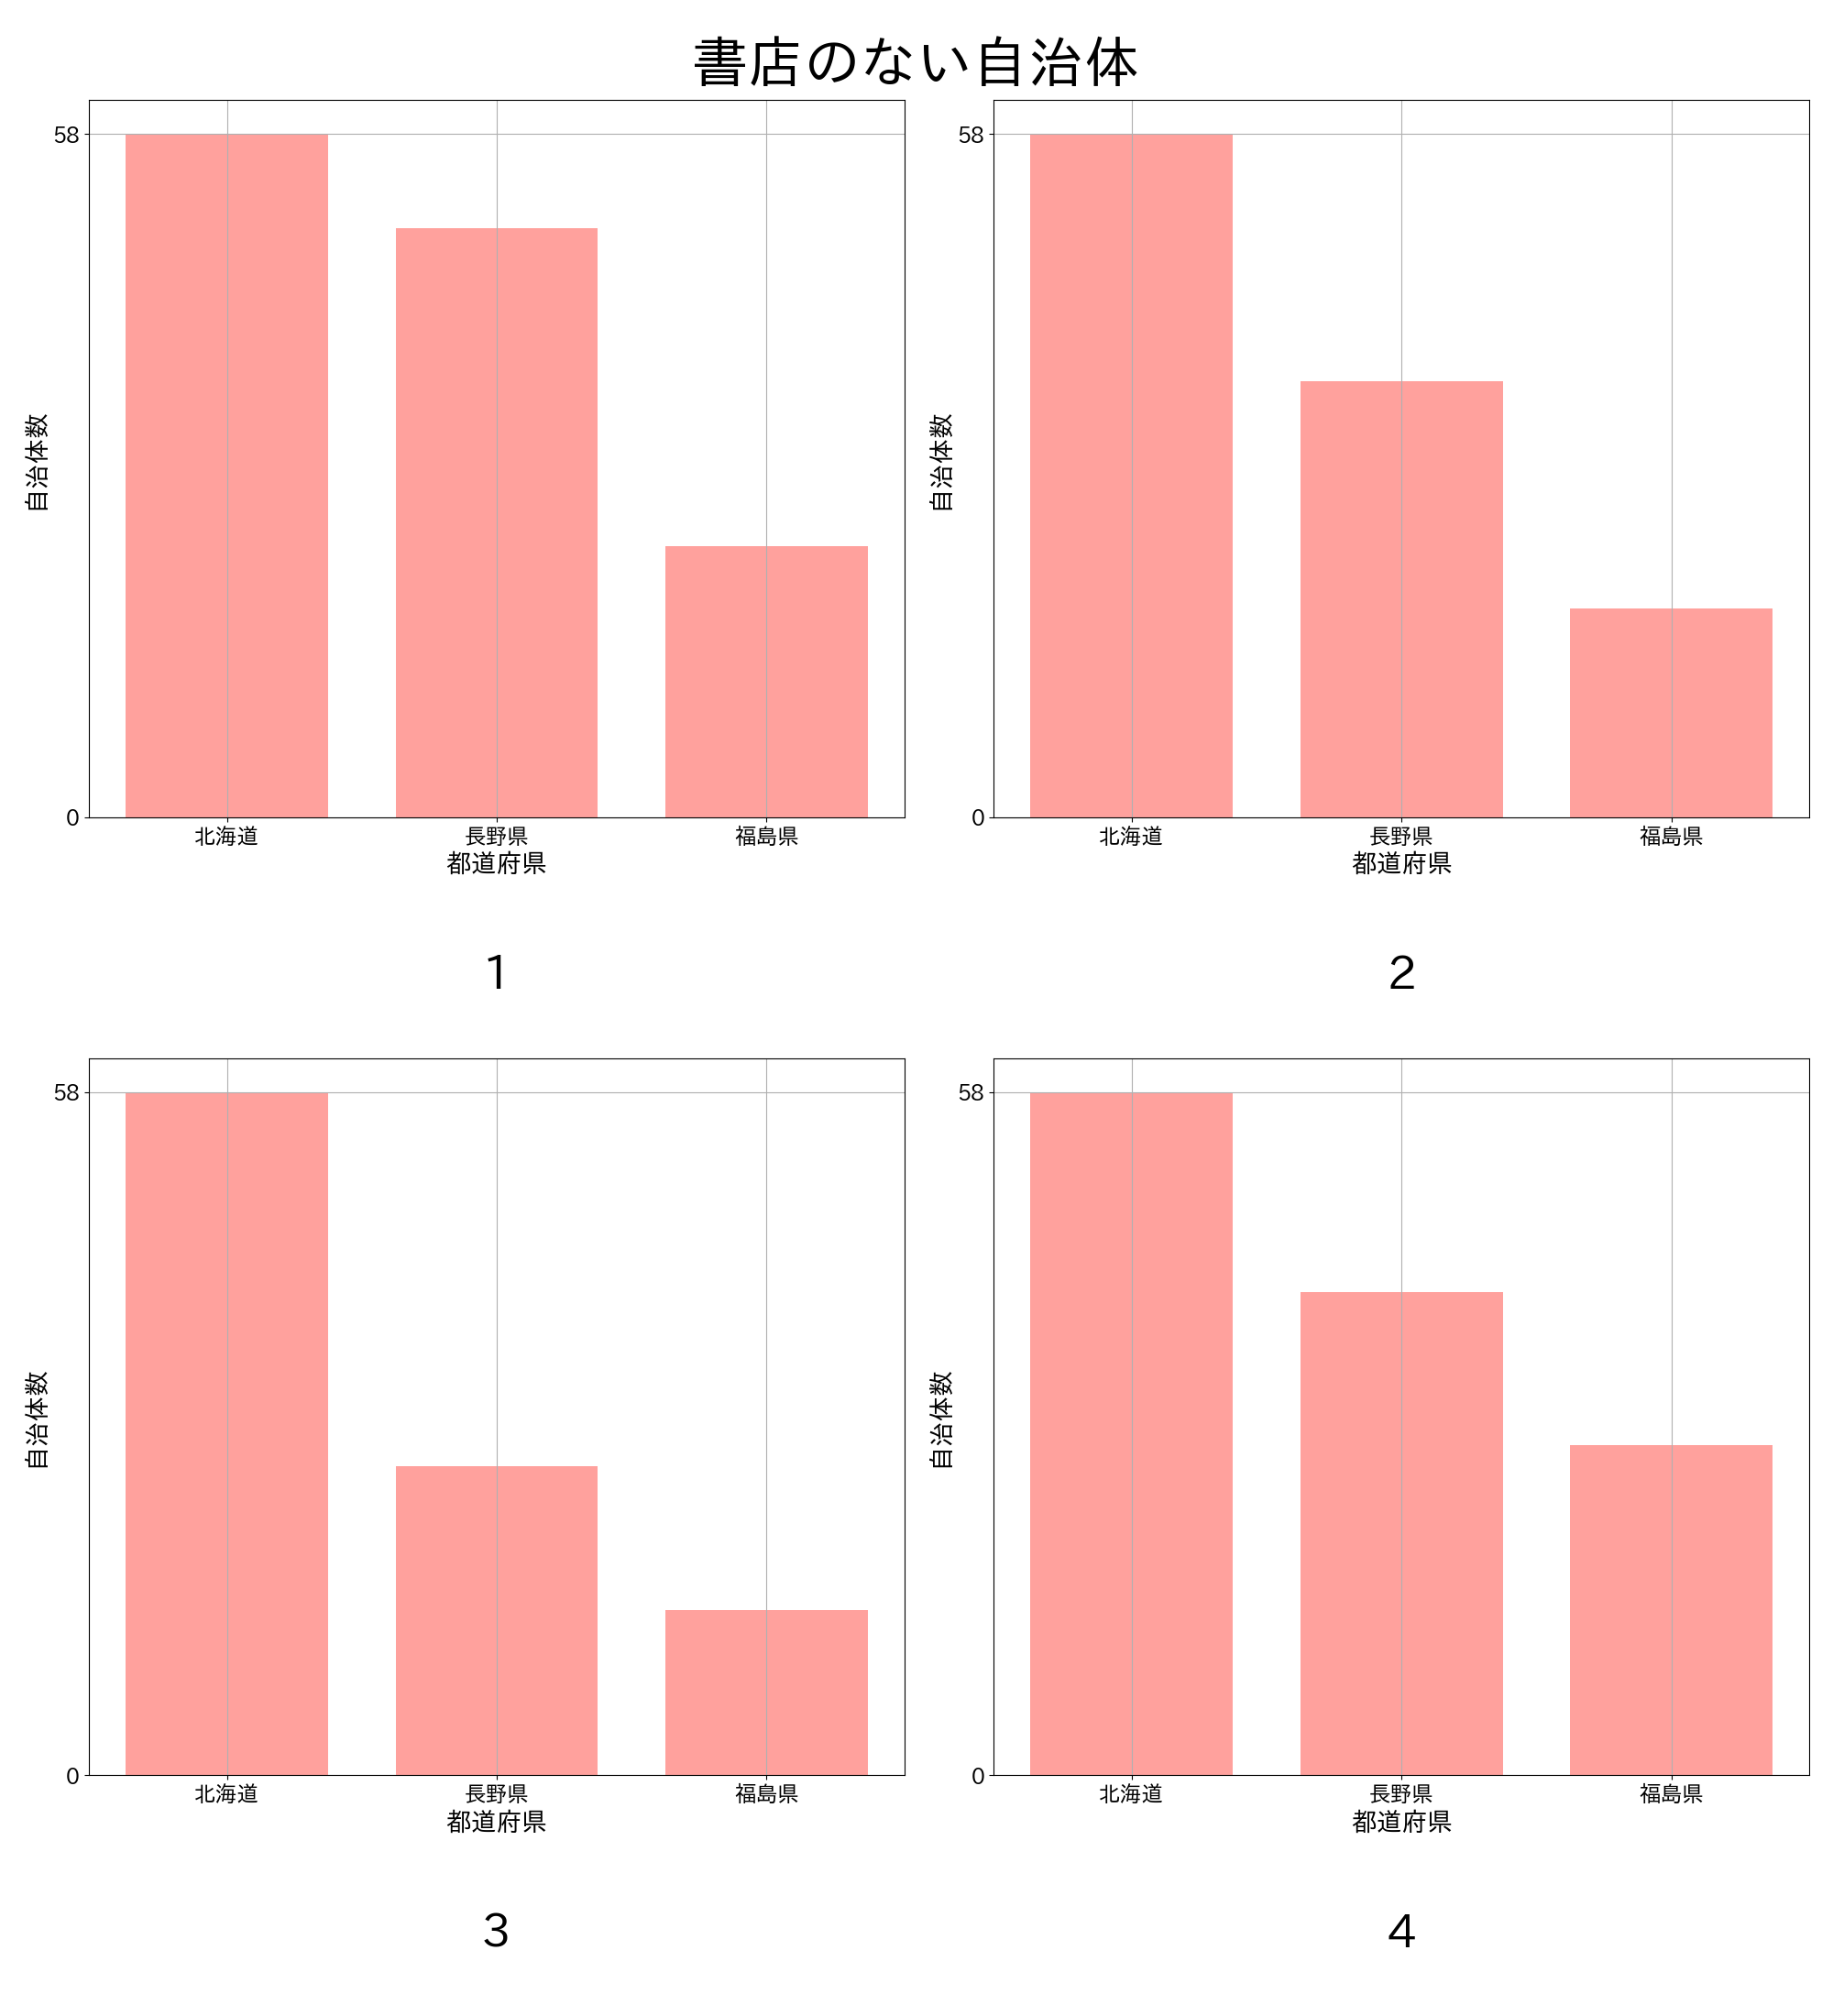 書店のない自治体
58
0
自治体数
北海道 長野県 福島県
都道府県
1
58
0
自治体数
北海道 長野県 福島県
都道府県
2
58
0
自治体数
北海道 長野県 福島県
都道府県
3
58
0
自治体数
北海道 長野県 福島県
都道府県
4